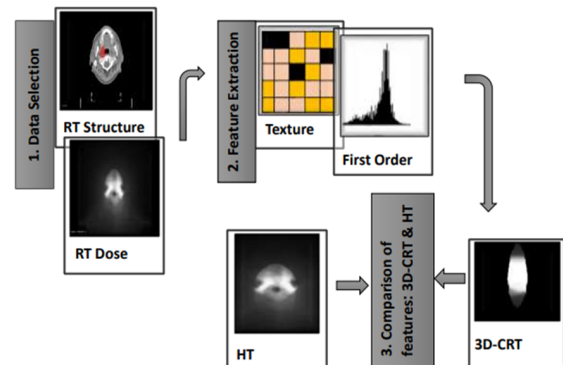 1. Data Selection
RT Structure
RT Dose
2. Feature Extraction
Texture
First Order
3. Comparison of
features: 3D-CRT & HT
HT
3D-CRT